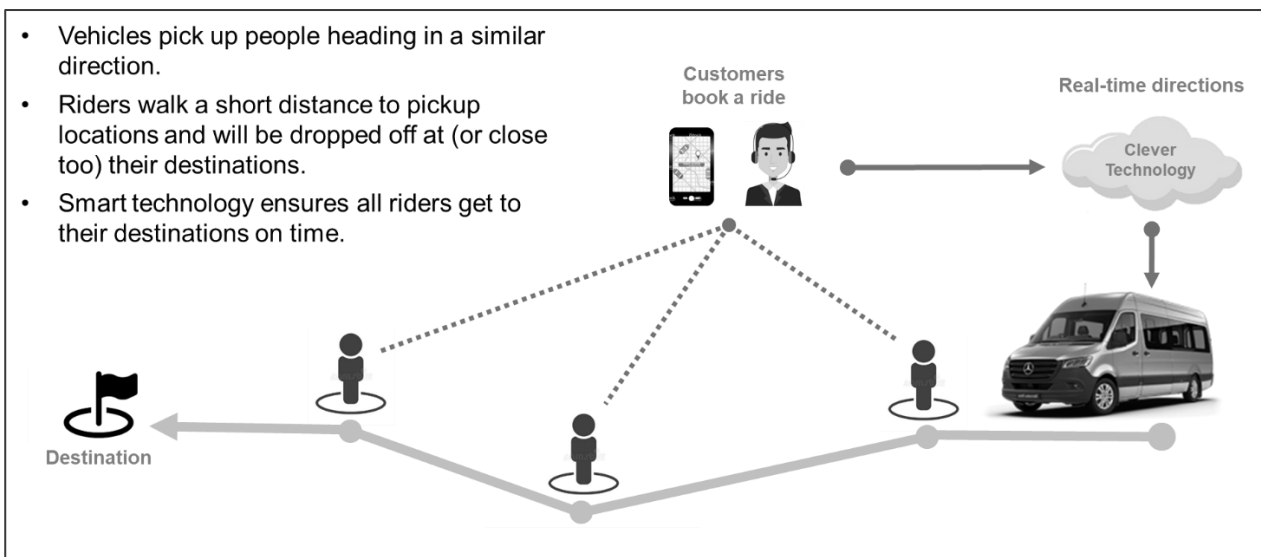 • Vehicles pick up people heading in a similar
direction.
• Riders walk a short distance to pickup
locations and will be dropped off at (or close
too) their destinations.
• Smart technology ensures all riders get to
their destinations on time.
Customers
book a ride
Real-time directions
Clever
Technology
Destination